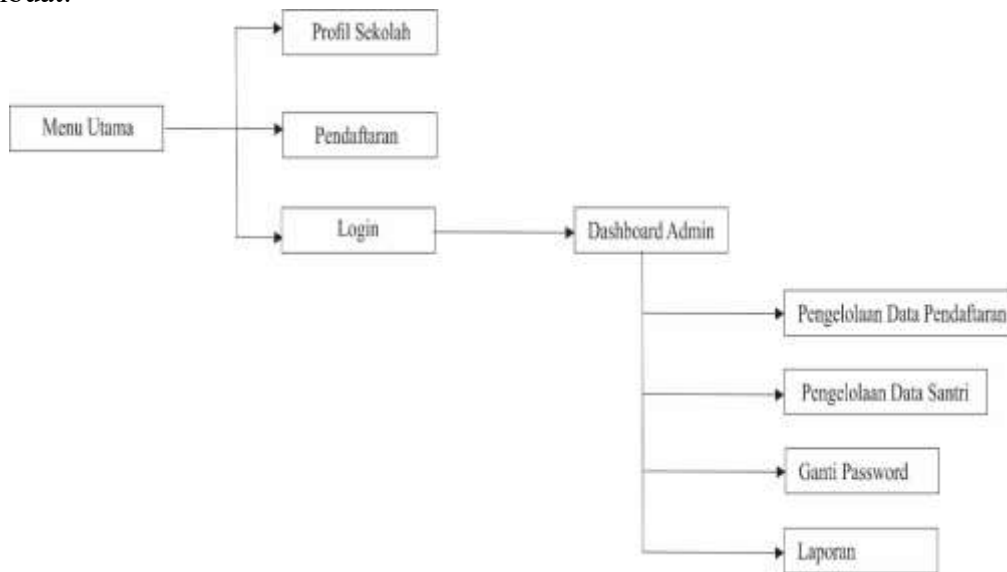 Profil Sekolah
Menu Utama
Pendaftaran
Login
Dashboard Admin
Pengelolaan Data Pendaftaran
Pengelolaan Data Santri
Ganti Password
Laporan